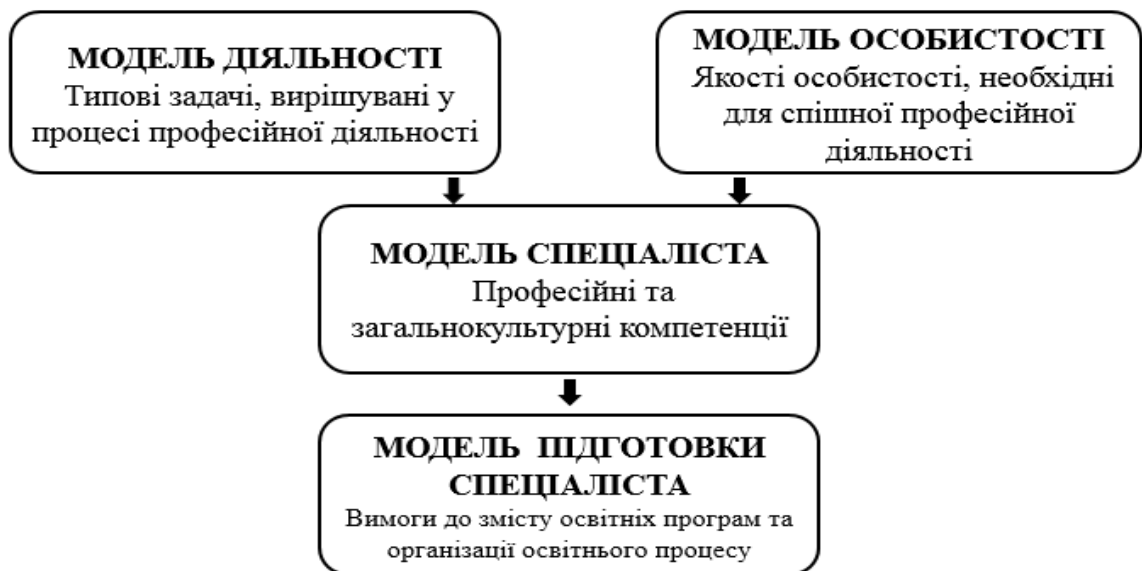 МОДЕЛЬ ДІЯЛЬНОСТІ
Типові задачі, вирішувані у
процесі професійної діяльності
МОДЕЛЬ ОСОБИСТОСТІ
Якості особистості, необхідні
для спішної професійної
діяльності
МОДЕЛЬ СПЕЦІАЛІСТА
Професійні та
загальнокультурні компетенції
МОДЕЛЬ ПІДГОТОВКИ
СПЕЦІАЛІСТА
Вимоги до змісту освітніх програм та
організації освітнього процесу